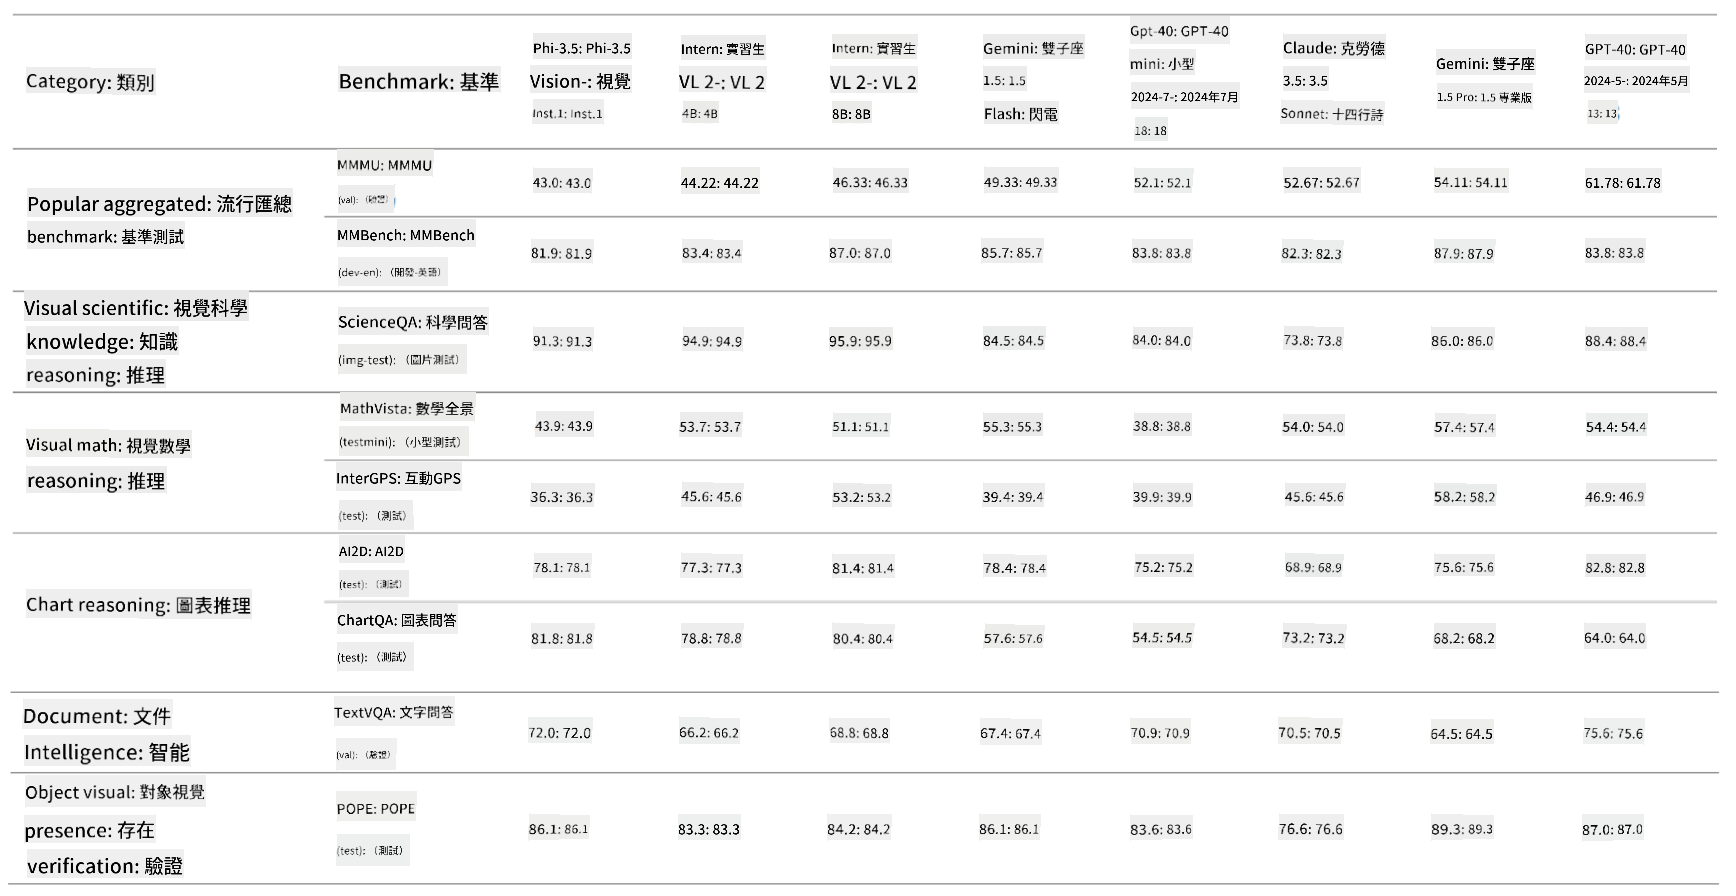 Category: 類別
Benchmark: 基準
Phi-3.5: Phi-3.5
Vision-: 視覺
Inst.1: Inst.1
Intern: 實習生
VL 2-: VL 2
4B: 4B
Intern: 實習生
VL 2-: VL 2
8B: 8B
Gemini: 雙子座
1.5: 1.5
Flash: 閃電
Gpt-40: GPT-40
mini: 小型
2024-7-: 2024年7月
18: 18
Claude: 克勞德
3.5: 3.5
Sonnet: 十四行詩
Gemini: 雙子座
1.5 Pro: 1.5 專業版
GPT-40: GPT-40
2024-5-: 2024年5月
13: 13
Popular aggregated: 流行匯總
benchmark: 基準測試
MMMU: MMMU
(val): （驗證）
43.0: 43.0
44.22: 44.22
46.33: 46.33
49.33: 49.33
52.1: 52.1
52.67: 52.67
54.11: 54.11
61.78: 61.78
MMBench: MMBench
(dev-en): （開發-英語）
81.9: 81.9
83.4: 83.4
87.0: 87.0
85.7: 85.7
83.8: 83.8
82.3: 82.3
87.9: 87.9
83.8: 83.8
Visual scientific: 視覺科學
knowledge: 知識
reasoning: 推理
ScienceQA: 科學問答
(img-test): （圖片測試）
91.3: 91.3
94.9: 94.9
95.9: 95.9
84.5: 84.5
84.0: 84.0
73.8: 73.8
86.0: 86.0
88.4: 88.4
Visual math: 視覺數學
reasoning: 推理
MathVista: 數學全景
(testmini): （小型測試）
43.9: 43.9
53.7: 53.7
51.1: 51.1
55.3: 55.3
38.8: 38.8
54.0: 54.0
57.4: 57.4
54.4: 54.4
InterGPS: 互動GPS
(test): （測試）
36.3: 36.3
45.6: 45.6
53.2: 53.2
39.4: 39.4
39.9: 39.9
45.6: 45.6
58.2: 58.2
46.9: 46.9
Chart reasoning: 圖表推理
AI2D: AI2D
(test): （測試）
78.1: 78.1
77.3: 77.3
81.4: 81.4
78.4: 78.4
75.2: 75.2
68.9: 68.9
75.6: 75.6
82.8: 82.8
ChartQA: 圖表問答
(test): （測試）
81.8: 81.8
78.8: 78.8
80.4: 80.4
57.6: 57.6
54.5: 54.5
73.2: 73.2
68.2: 68.2
64.0: 64.0
Document: 文件
Intelligence: 智能
TextVQA: 文字問答
(val): （驗證）
72.0: 72.0
66.2: 66.2
68.8: 68.8
67.4: 67.4
70.9: 70.9
70.5: 70.5
64.5: 64.5
75.6: 75.6
Object visual: 對象視覺
presence: 存在
verification: 驗證
POPE: POPE
(test): （測試）
86.1: 86.1
83.3: 83.3
84.2: 84.2
86.1: 86.1
83.6: 83.6
76.6: 76.6
89.3: 89.3
87.0: 87.0